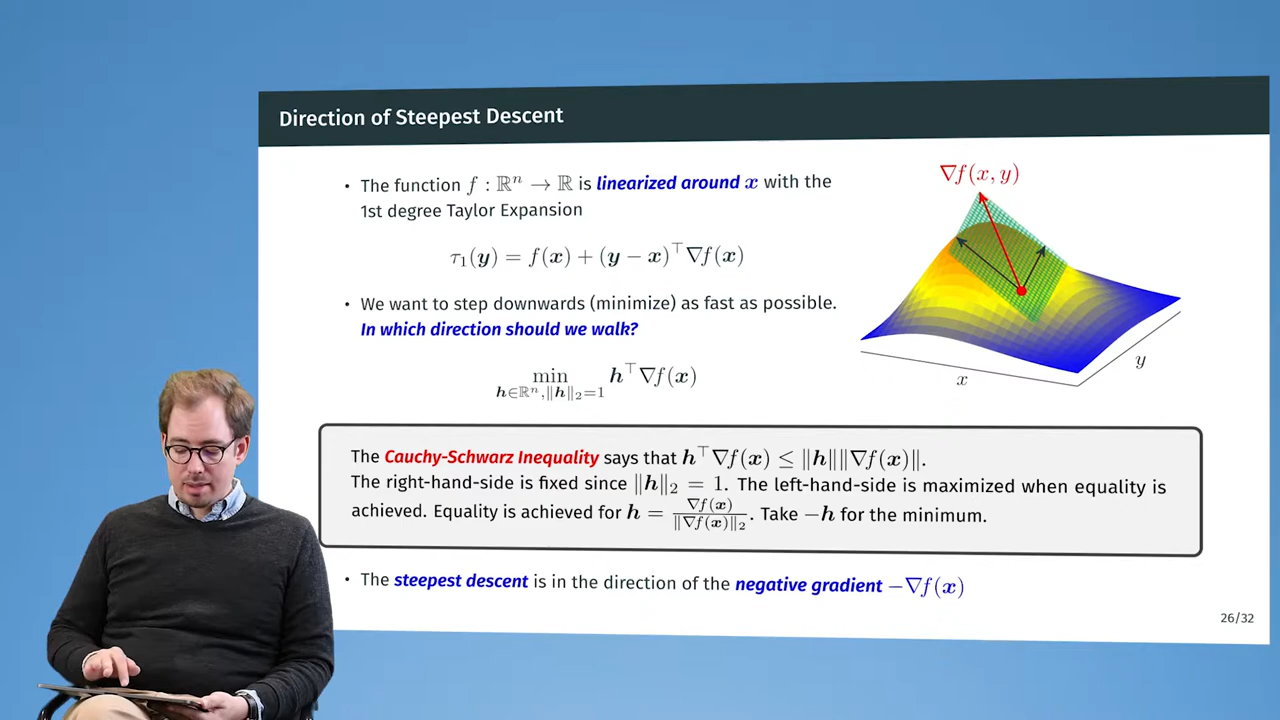 Direction of Steepest Descent
• The function f : ℝⁿ → ℝ is linearized around x with the
1st degree Taylor Expansion
τ₁(y) = f(x) + (y − x)^⊤ ∇f(x)
• We want to step downwards (minimize) as fast as possible.
In which direction should we walk?
min_{h∈ℝⁿ,‖h‖₂=1} h^⊤ ∇f(x)
∇f(x, y)
x
y
The Cauchy-Schwarz Inequality says that h^⊤ ∇f(x) ≤ ‖h‖‖∇f(x)‖.
The right-hand-side is fixed since ‖h‖₂ = 1. The left-hand-side is maximized when equality is
achieved. Equality is achieved for h = ∇f(x)/‖∇f(x)‖₂. Take −h for the minimum.
• The steepest descent is in the direction of the negative gradient −∇f(x)
26/32